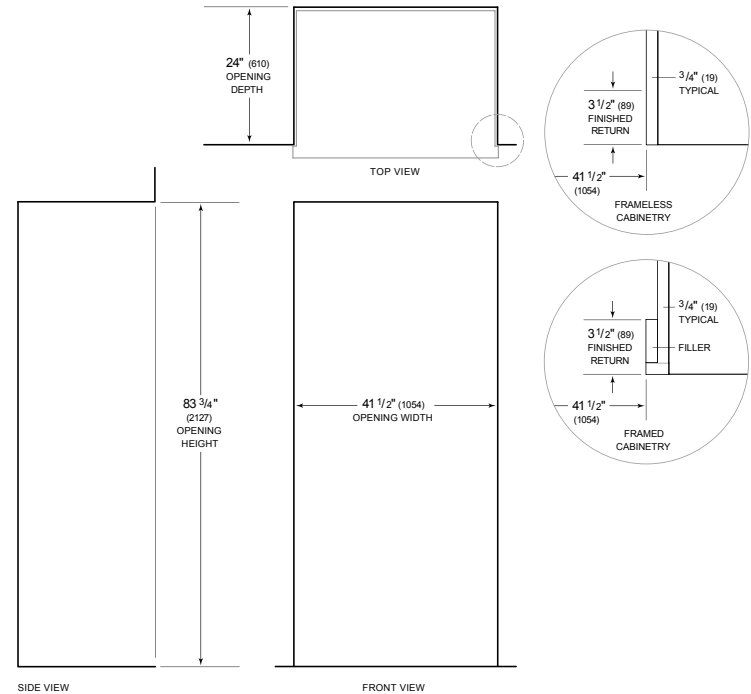 24" (610)
OPENING
DEPTH
TOP VIEW
3/4" (19)
TYPICAL
3 1/2" (89)
FINISHED
RETURN
41 1/2"
(1054)
FRAMELESS
CABINETRY
83 3/4"
(2127)
OPENING
HEIGHT
41 1/2" (1054)
OPENING WIDTH
3/4" (19)
TYPICAL
3 1/2" (89)
FINISHED
RETURN
FILLER
41 1/2"
(1054)
FRAMED
CABINETRY
SIDE VIEW
FRONT VIEW